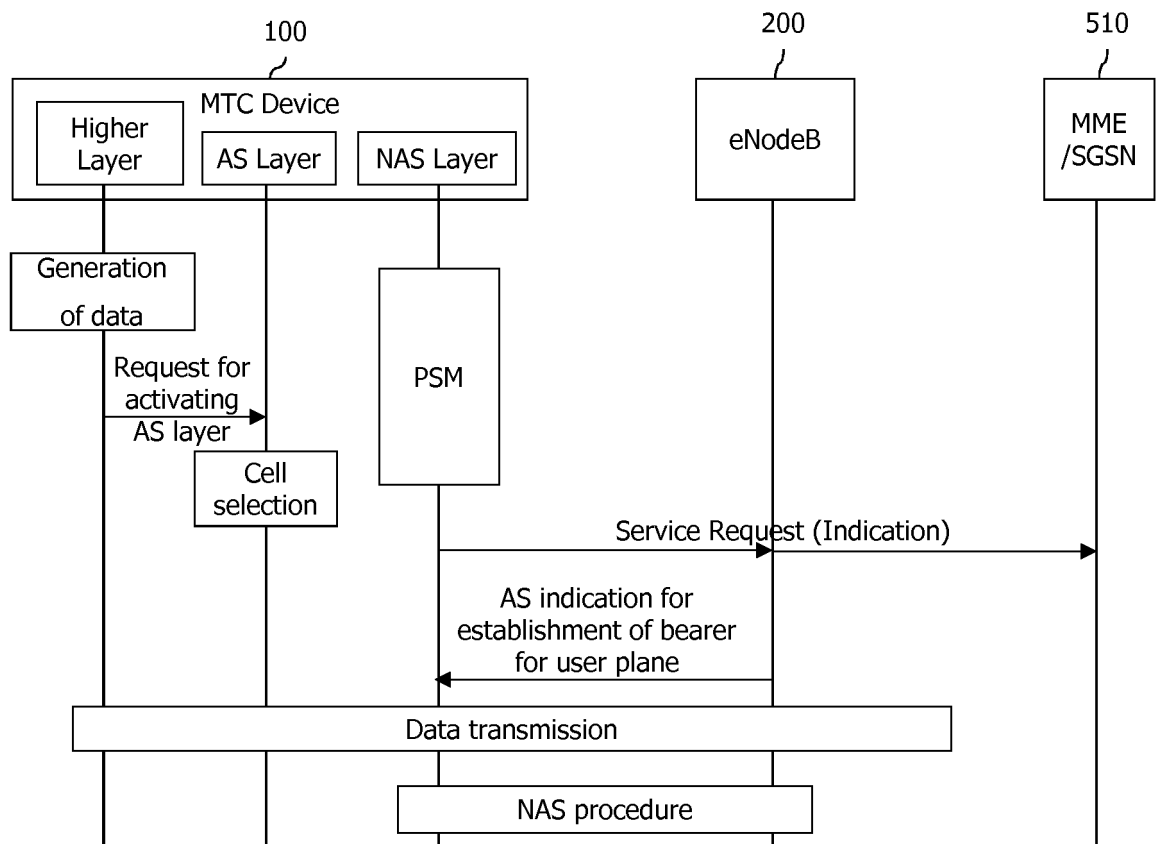 100
200
510
MTC Device
Higher
Layer
AS Layer
NAS Layer
eNodeB
MME
/SGSN
Generation
of data
PSM
Request for
activating
AS layer
Cell
selection
Service Request (Indication)
AS indication for
establishment of bearer
for user plane
Data transmission
NAS procedure